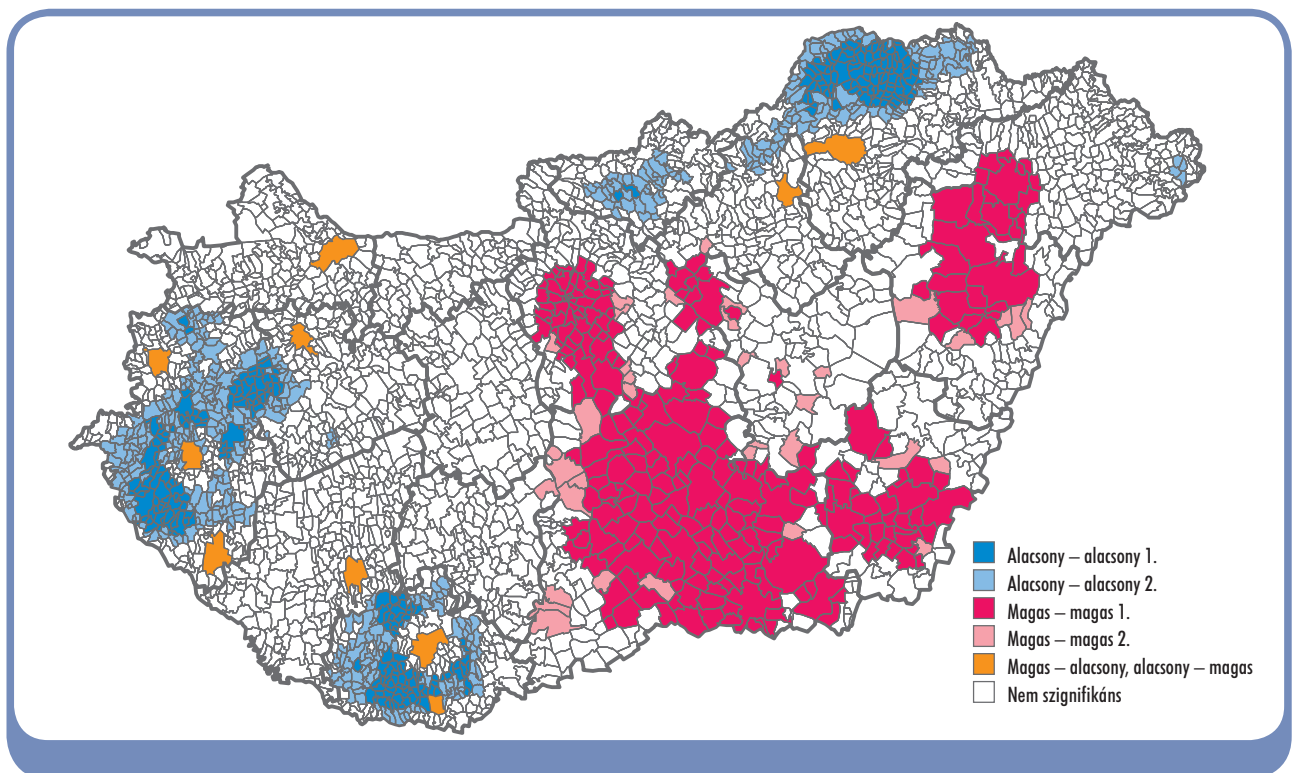 Alacsony – alacsony 1.
Alacsony – alacsony 2.
Magas – magas 1.
Magas – magas 2.
Magas – alacsony, alacsony – magas
Nem szignifikáns